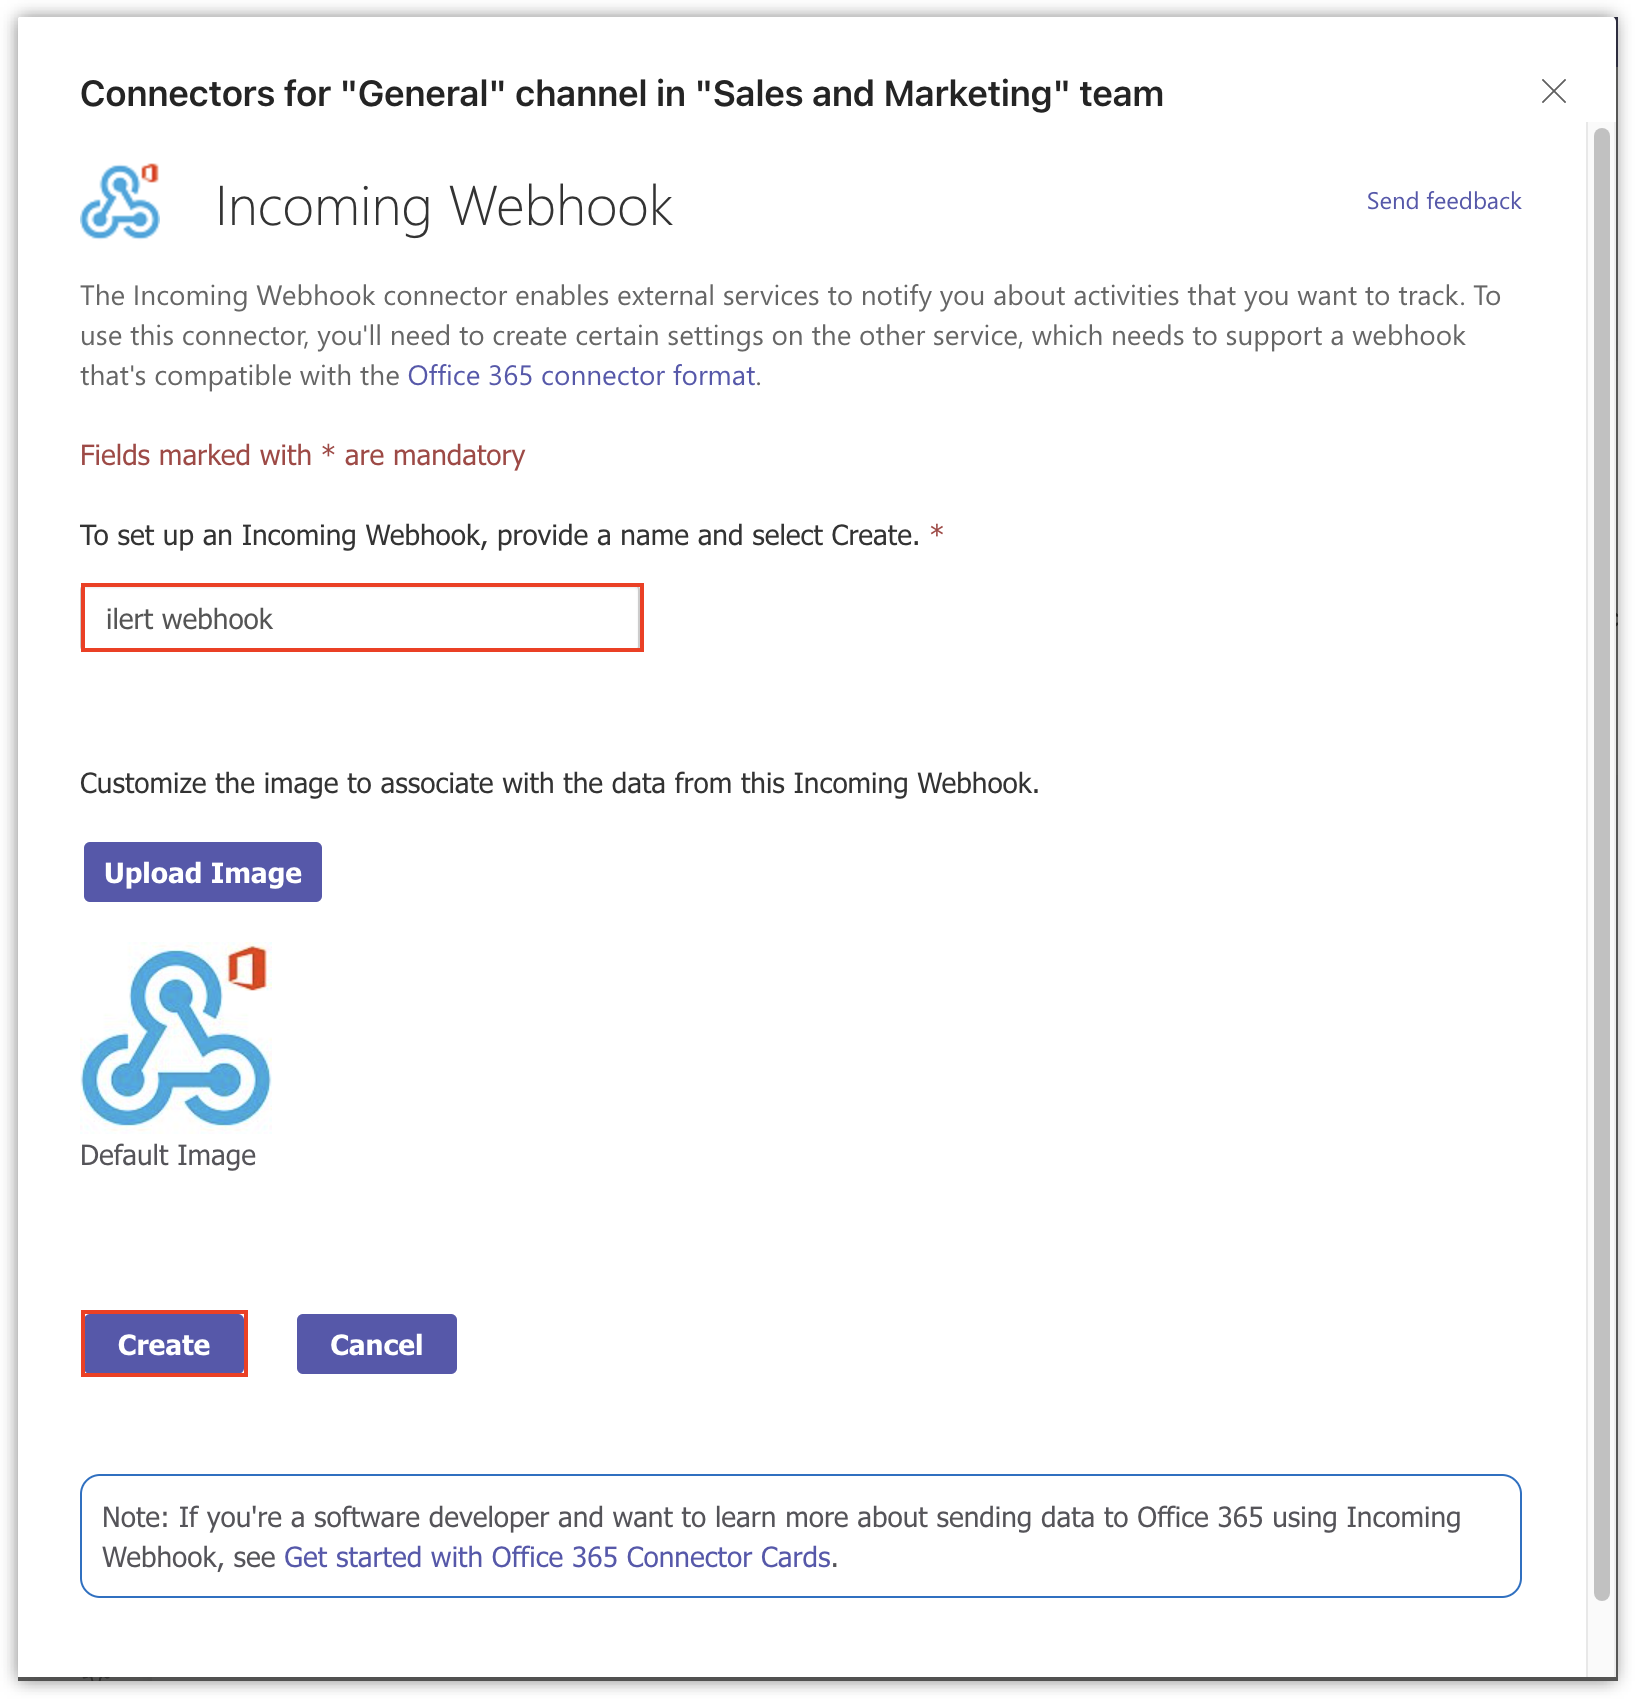 Connectors for "General" channel in "Sales and Marketing" team
Incoming Webhook
Send feedback
The Incoming Webhook connector enables external services to notify you about activities that you want to track. To
use this connector, you'll need to create certain settings on the other service, which needs to support a webhook
that's compatible with the Office 365 connector format.
Fields marked with * are mandatory
To set up an Incoming Webhook, provide a name and select Create. *
ilert webhook
Customize the image to associate with the data from this Incoming Webhook.
Upload Image
Default Image
Create
Cancel
Note: If you're a software developer and want to learn more about sending data to Office 365 using Incoming
Webhook, see Get started with Office 365 Connector Cards.